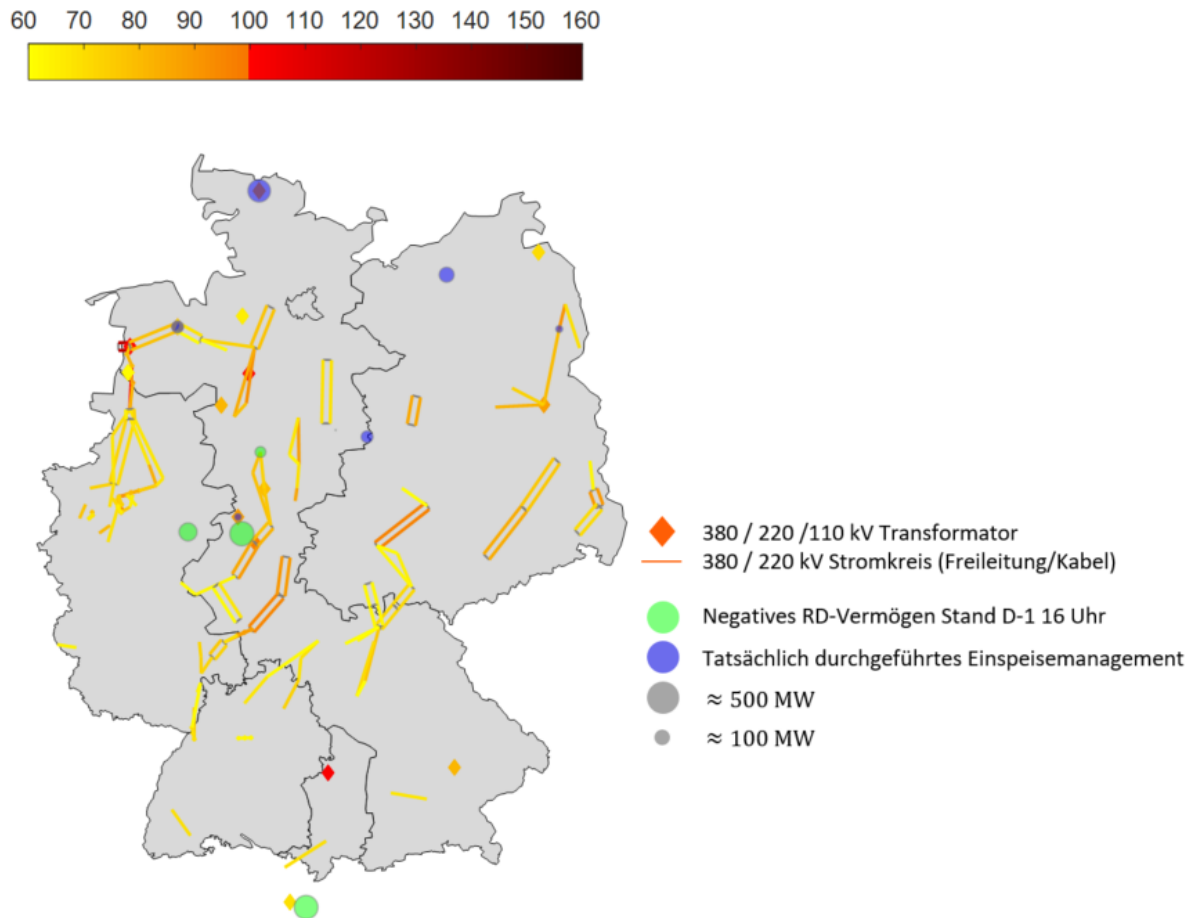 60 70 80 90 100 110 120 130 140 150 160
380 / 220 /110 kV Transformator
380 / 220 kV Stromkreis (Freileitung/Kabel)
Negatives RD-Vermögen Stand D-1 16 Uhr
Tatsächlich durchgeführtes Einspeisemanagement
≈ 500 MW
≈ 100 MW